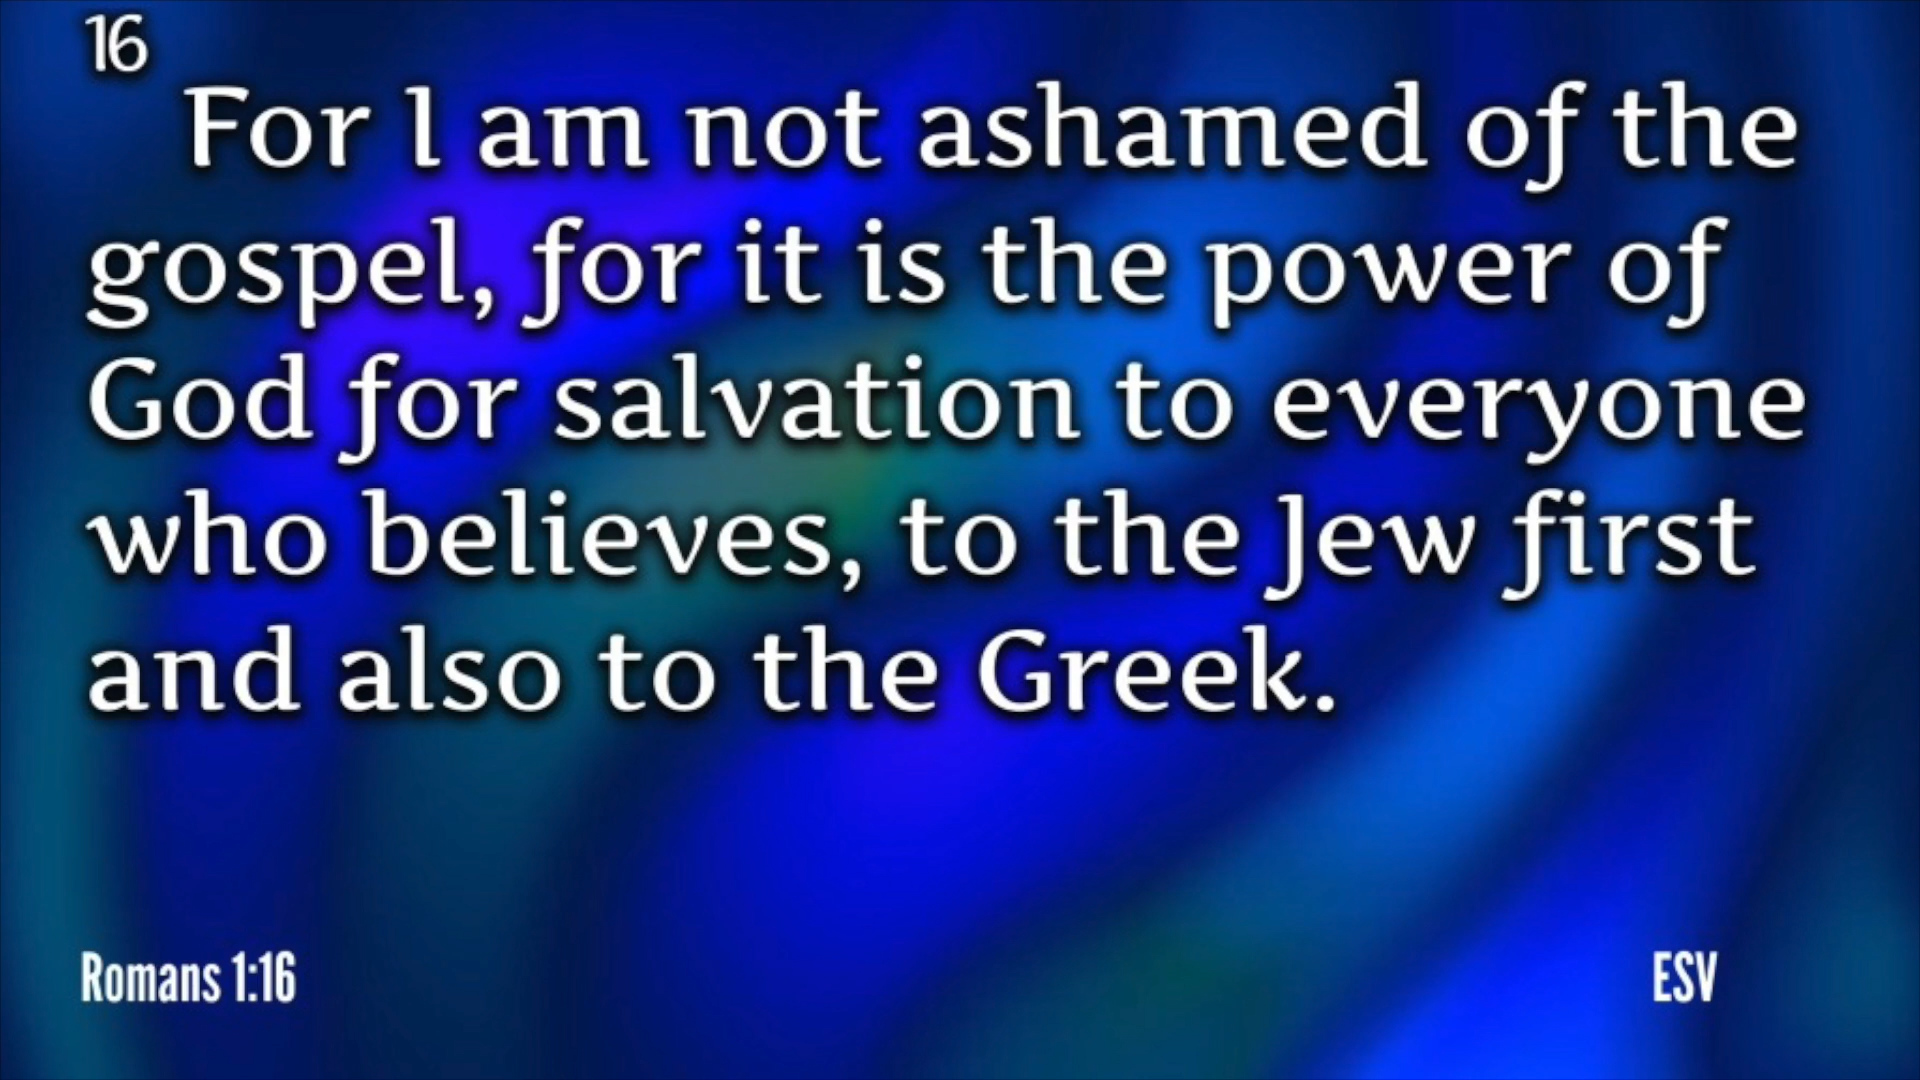 16
For I am not ashamed of the
gospel, for it is the power of
God for salvation to everyone
who believes, to the Jew first
and also to the Greek.
Romans 1:16
ESV